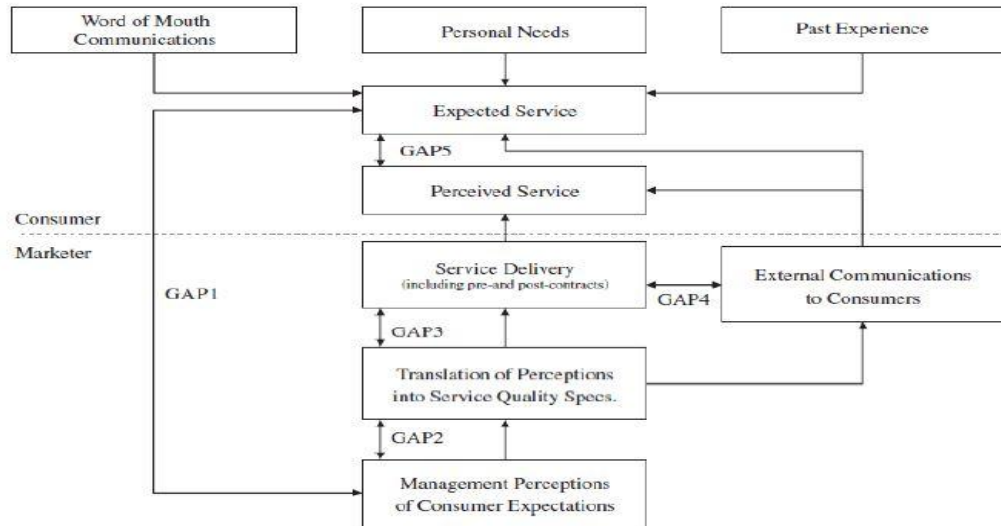 Word of Mouth
Communications
Personal Needs
Past Experience
Expected Service
GAP5
Perceived Service
Consumer
Marketer
Service Delivery
(including pre-and post-contracts)
External Communications
to Consumers
GAP1
GAP4
GAP3
Translation of Perceptions
into Service Quality Specs.
GAP2
Management Perceptions
of Consumer Expectations